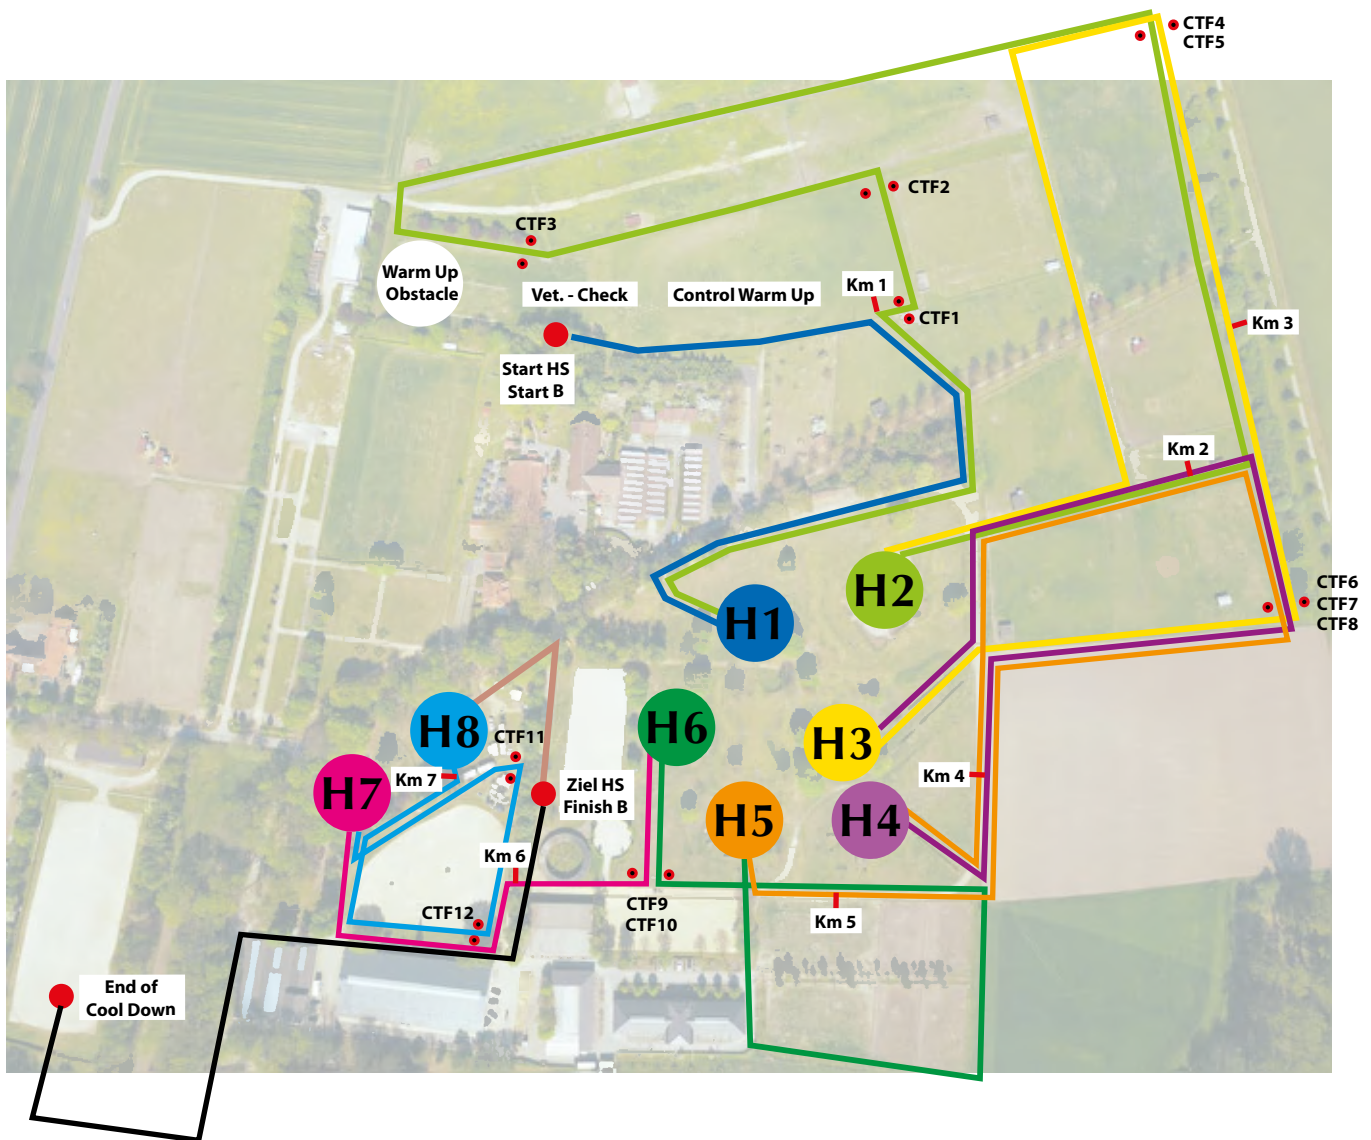 CTF4
CTF5
CTF2
CTF3
Warm Up
Obstacle
Vet. - Check
Control Warm Up
Km 1
CTF1
Km 3
Start HS
Start B
Km 2
H2
H1
CTF6
CTF7
CTF8
H8
H6
H3
CTF11
Km 7
H7
Ziel HS
Finish B
Km 4
H5
H4
Km 6
CTF12
CTF9
CTF10
Km 5
End of
Cool Down